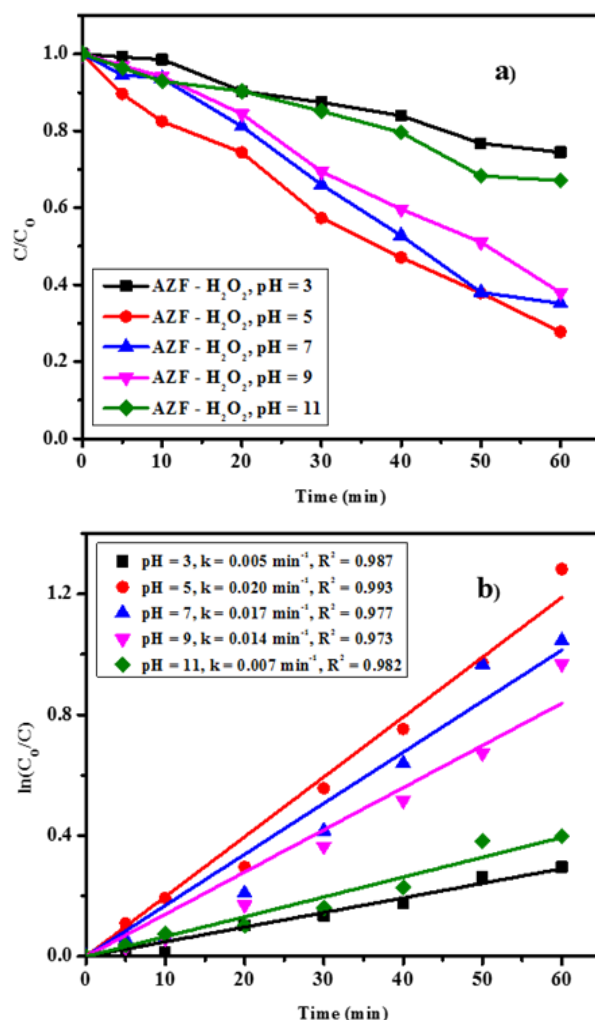 a)
1.0
0.8
0.6
0.4
0.2
0.0
C/C₀
AZF - H₂O₂, pH = 3
AZF - H₂O₂, pH = 5
AZF - H₂O₂, pH = 7
AZF - H₂O₂, pH = 9
AZF - H₂O₂, pH = 11
0 10 20 30 40 50 60
Time (min)
b)
pH = 3, k = 0.005 min⁻¹, R² = 0.987
pH = 5, k = 0.020 min⁻¹, R² = 0.993
pH = 7, k = 0.017 min⁻¹, R² = 0.977
pH = 9, k = 0.014 min⁻¹, R² = 0.973
pH = 11, k = 0.007 min⁻¹, R² = 0.982
1.2
0.8
0.4
0.0
ln(C₀/C)
0 10 20 30 40 50 60
Time (min)